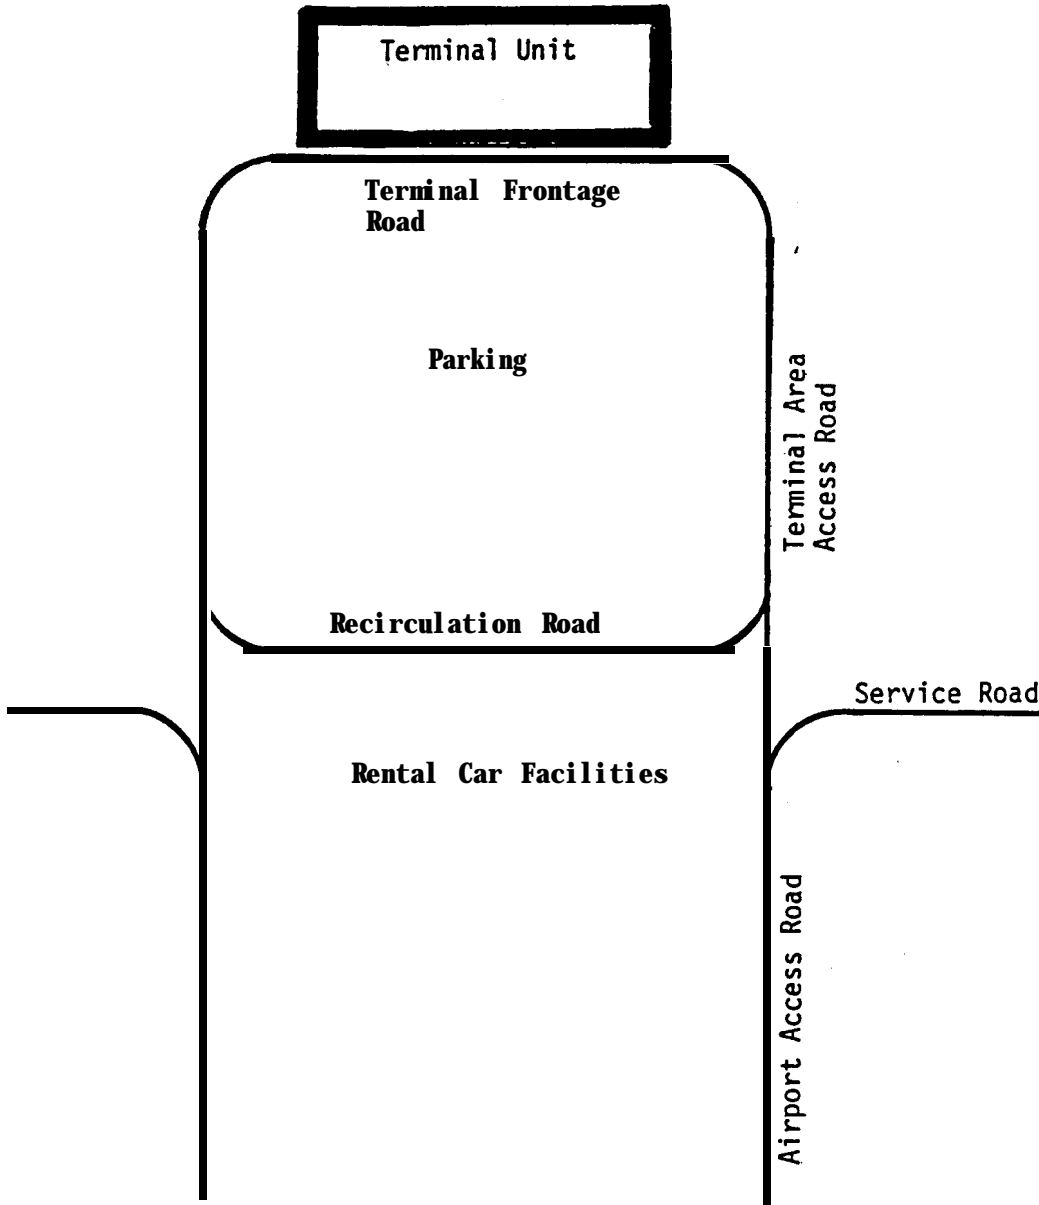 Terminal Unit
Terminal Frontage
Road
Parking
Terminal Area
Access Road
Recirculation Road
Service Road
Rental Car Facilities
Airport Access Road